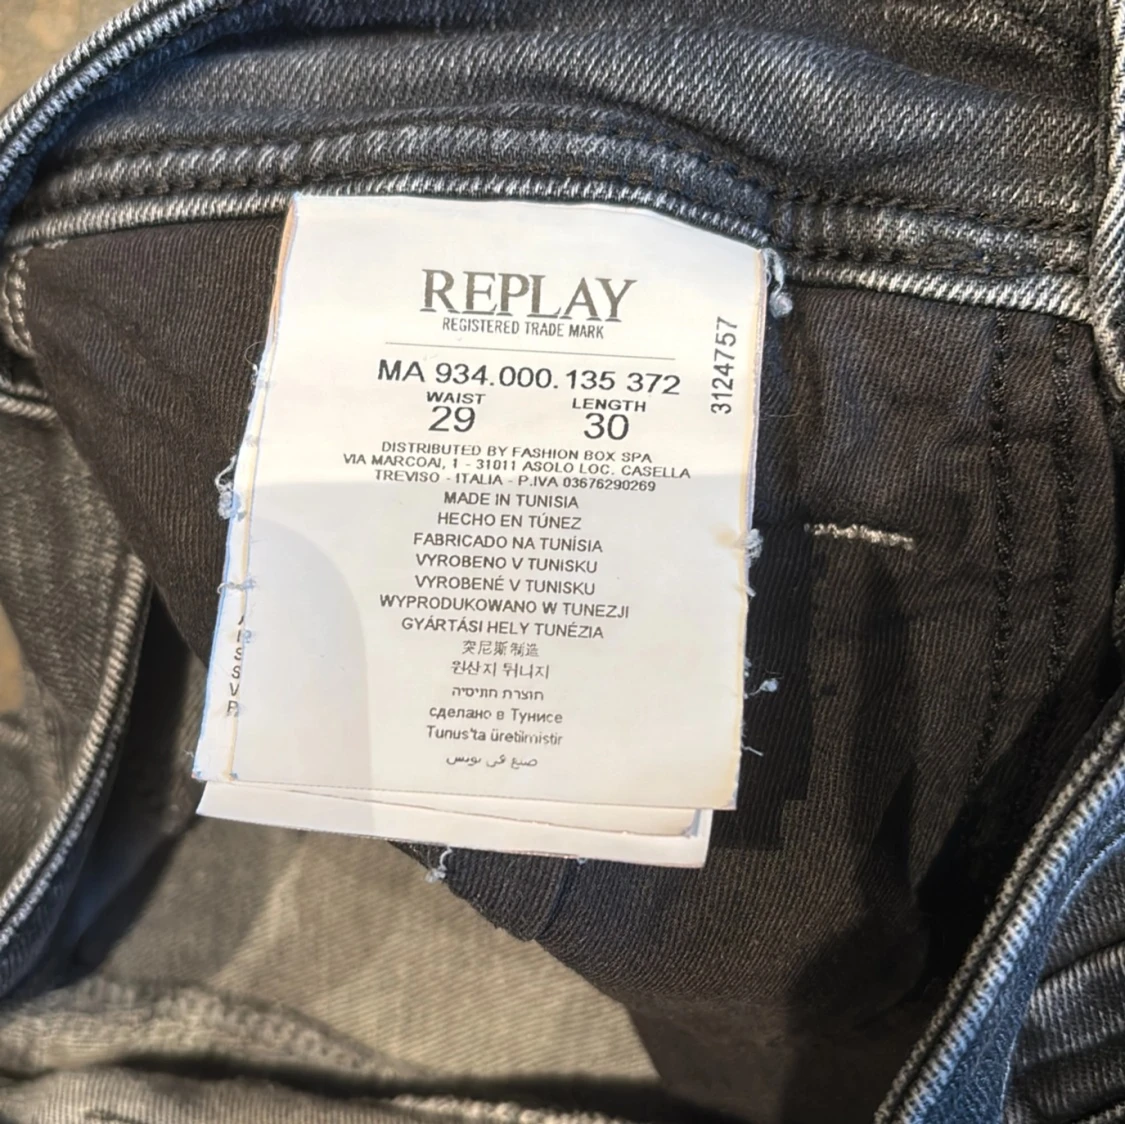 REPLAY
REGISTERED TRADE MARK
3124757
MA 934.000.135 372
WAIST LENGTH
29 30
DISTRIBUTED BY FASHION BOX SPA
VIA MARCOAI, 1 - 31011 ASOLO LOC. CASELLA
TREVISO - ITALIA - P.IVA 03676290269
MADE IN TUNISIA
HECHO EN TÚNEZ
FABRICADO NA TUNÍSIA
VYROBENO V TUNISKU
VYROBENÉ V TUNISKU
WYPRODUKOWANO W TUNEZJI
GYÁRTÁSI HELY TUNÉZIA
突尼斯制造
원산지 튀니지
תוצרת תוניסיה
сделано в Тунисе
Tunus'ta üretilmistir
صنع في تونس